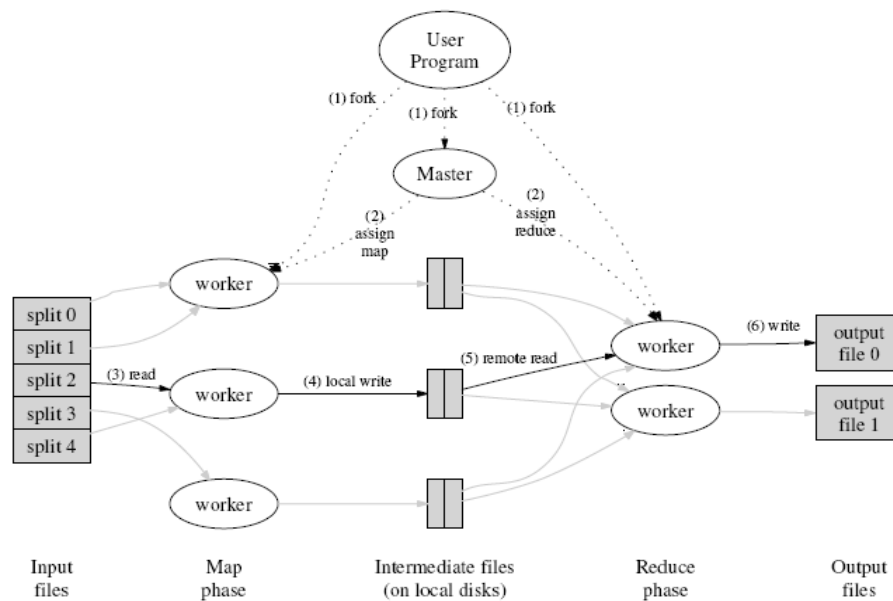 User
Program
(1) fork
(1) fork
(1) fork
Master
(2)
assign
map
(2)
assign
reduce
worker
split 0
split 1
split 2
split 3
split 4
(3) read
worker
(4) local write
(5) remote read
worker
(6) write
output
file 0
worker
output
file 1
worker
Input
files
Map
phase
Intermediate files
(on local disks)
Reduce
phase
Output
files